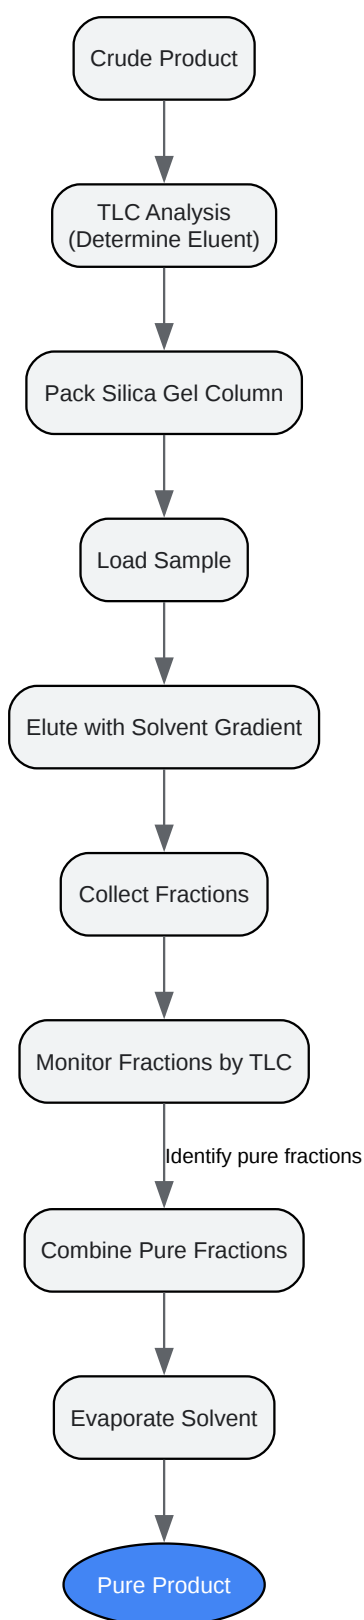 Crude Product
TLC Analysis
(Determine Eluent)
Pack Silica Gel Column
Load Sample
Elute with Solvent Gradient
Collect Fractions
Monitor Fractions by TLC
Identify pure fractions
Combine Pure Fractions
Evaporate Solvent
Pure Product